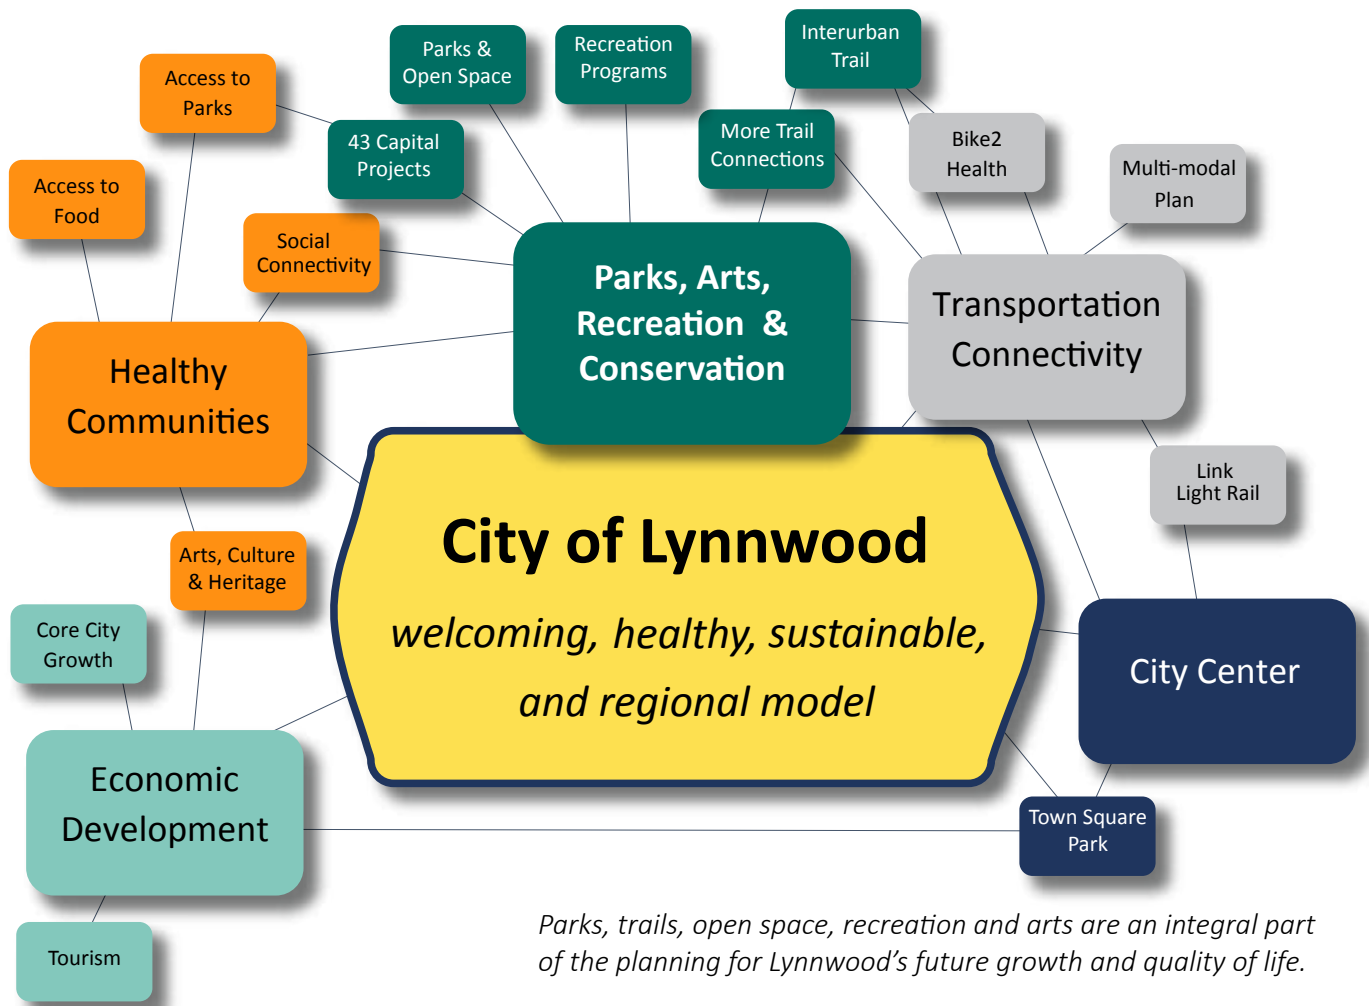 Parks &
Open Space
Recreation
Programs
Interurban
Trail
Access to
Parks
43 Capital
Projects
More Trail
Connections
Bike2
Health
Multi-modal
Plan
Access to
Food
Social
Connectivity
Parks, Arts,
Recreation &
Conservation
Transportation
Connectivity
Healthy
Communities
Link
Light Rail
City of Lynnwood
welcoming, healthy, sustainable,
and regional model
Arts, Culture
& Heritage
Core City
Growth
City Center
Economic
Development
Town Square
Park
Tourism
Parks, trails, open space, recreation and arts are an integral part
of the planning for Lynnwood’s future growth and quality of life.